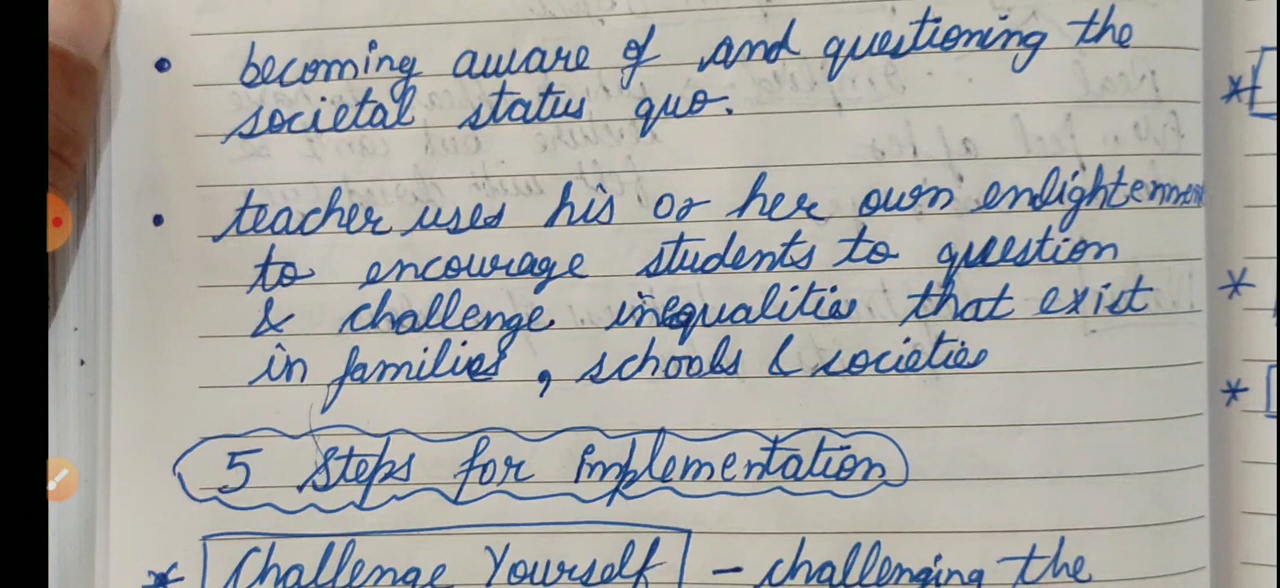 • becoming aware of and questioning the
societal status quo.
• teacher uses his or her own enlightenment
to encourage students to question
& challenge inequalities that exist
in families, schools & societies
5 Steps for implementation
* Challenge Yourself - challenging the
*
*
*